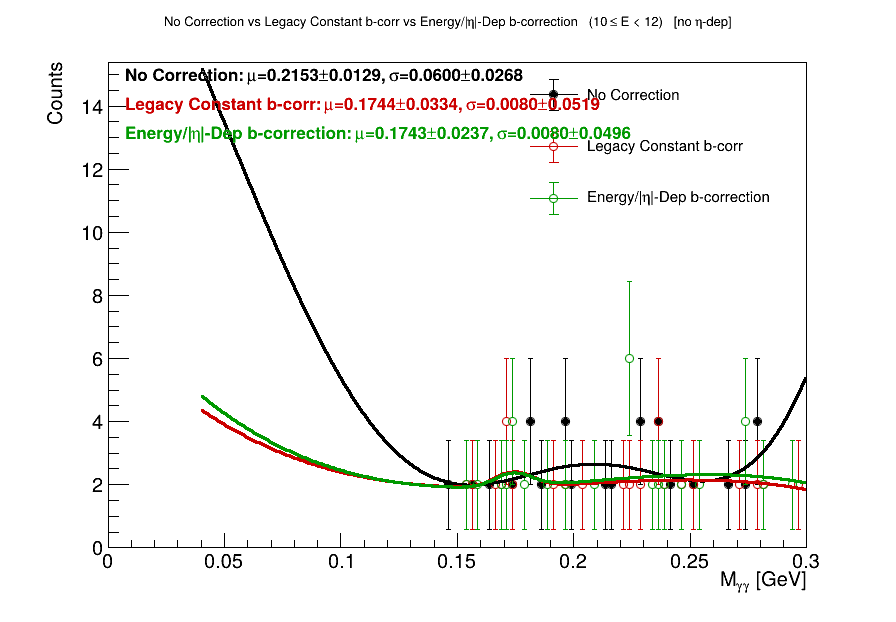 No Correction vs Legacy Constant b-corr vs Energy/|η|-Dep b-correction (10 ≤ E < 12) [no η-dep]
Counts
No Correction: μ=0.2153±0.0129, σ=0.0600±0.0268
Legacy Constant b-corr: μ=0.1744±0.0334, σ=0.0080±0.0519
Energy/|η|-Dep b-correction: μ=0.1743±0.0237, σ=0.0080±0.0496
No Correction
Legacy Constant b-corr
Energy/|η|-Dep b-correction
14
12
10
8
6
4
2
0
0 0.05 0.1 0.15 0.2 0.25 0.3
Mγγ [GeV]